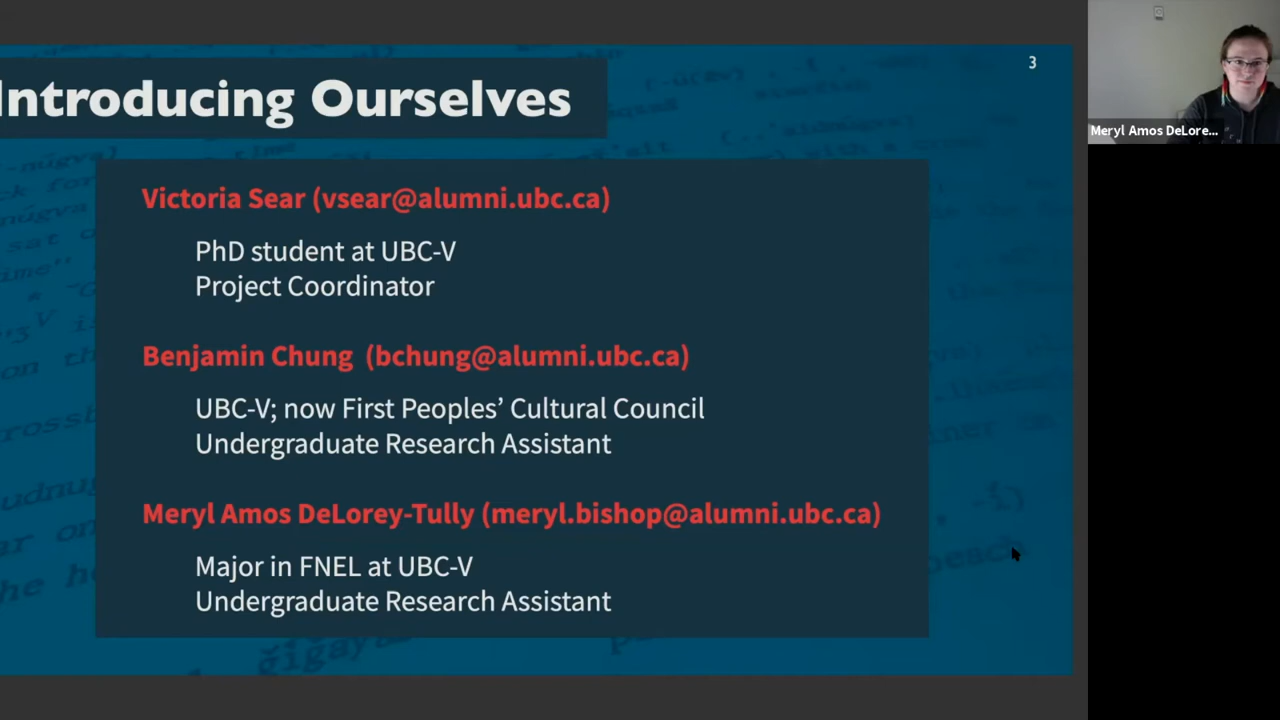 3
Introducing Ourselves
Meryl Amos DeLore...
Victoria Sear (vsear@alumni.ubc.ca)
PhD student at UBC-V
Project Coordinator
Benjamin Chung (bchung@alumni.ubc.ca)
UBC-V; now First Peoples’ Cultural Council
Undergraduate Research Assistant
Meryl Amos DeLorey-Tully (meryl.bishop@alumni.ubc.ca)
Major in FNEL at UBC-V
Undergraduate Research Assistant